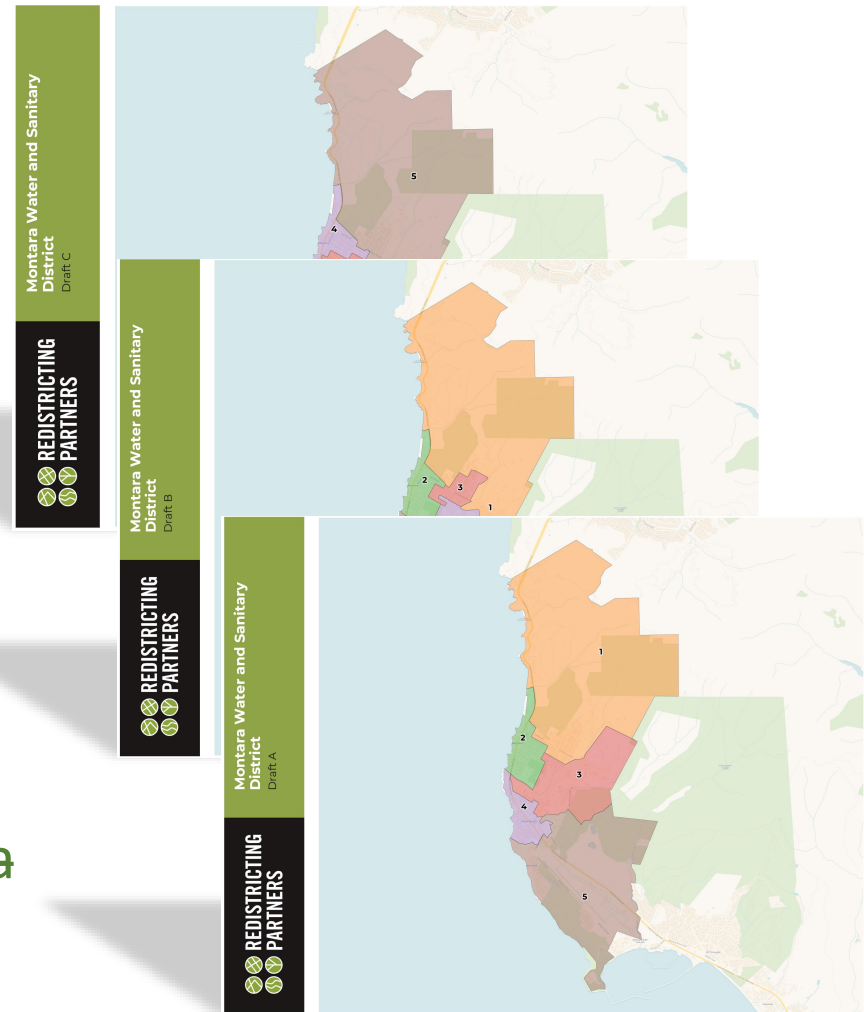 Montara Water and Sanitary
District
Draft C
REDISTRICTING
PARTNERS
5
4
Montara Water and Sanitary
District
Draft B
REDISTRICTING
PARTNERS
2
3
1
Montara Water and Sanitary
District
Draft A
REDISTRICTING
PARTNERS
1
2
3
4
5
a